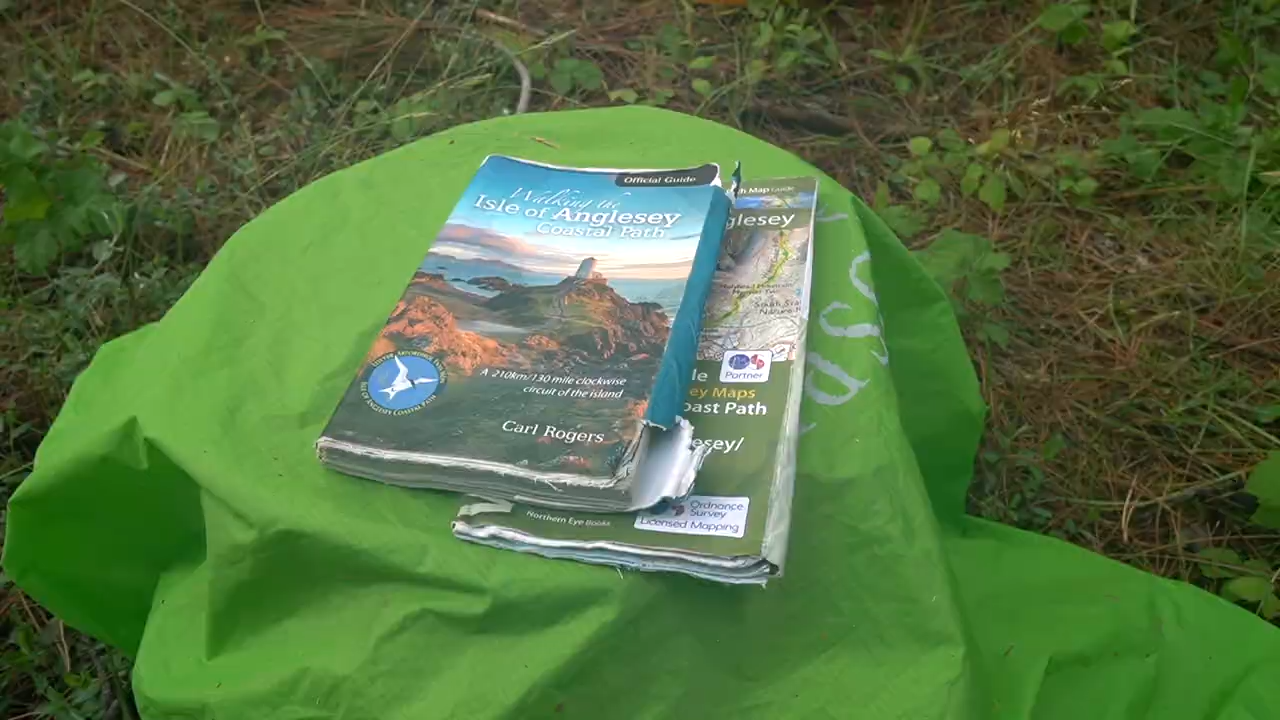 Official Guide
Walking the
Isle of Anglesey
Coastal Path
A 210km/130 mile clockwise
circuit of the island
Carl Rogers
Path Map Guide
glesey
Partner
le
ey Maps
oast Path
esey/
Northern Eye Books
Ordnance
Survey
Licensed Mapping